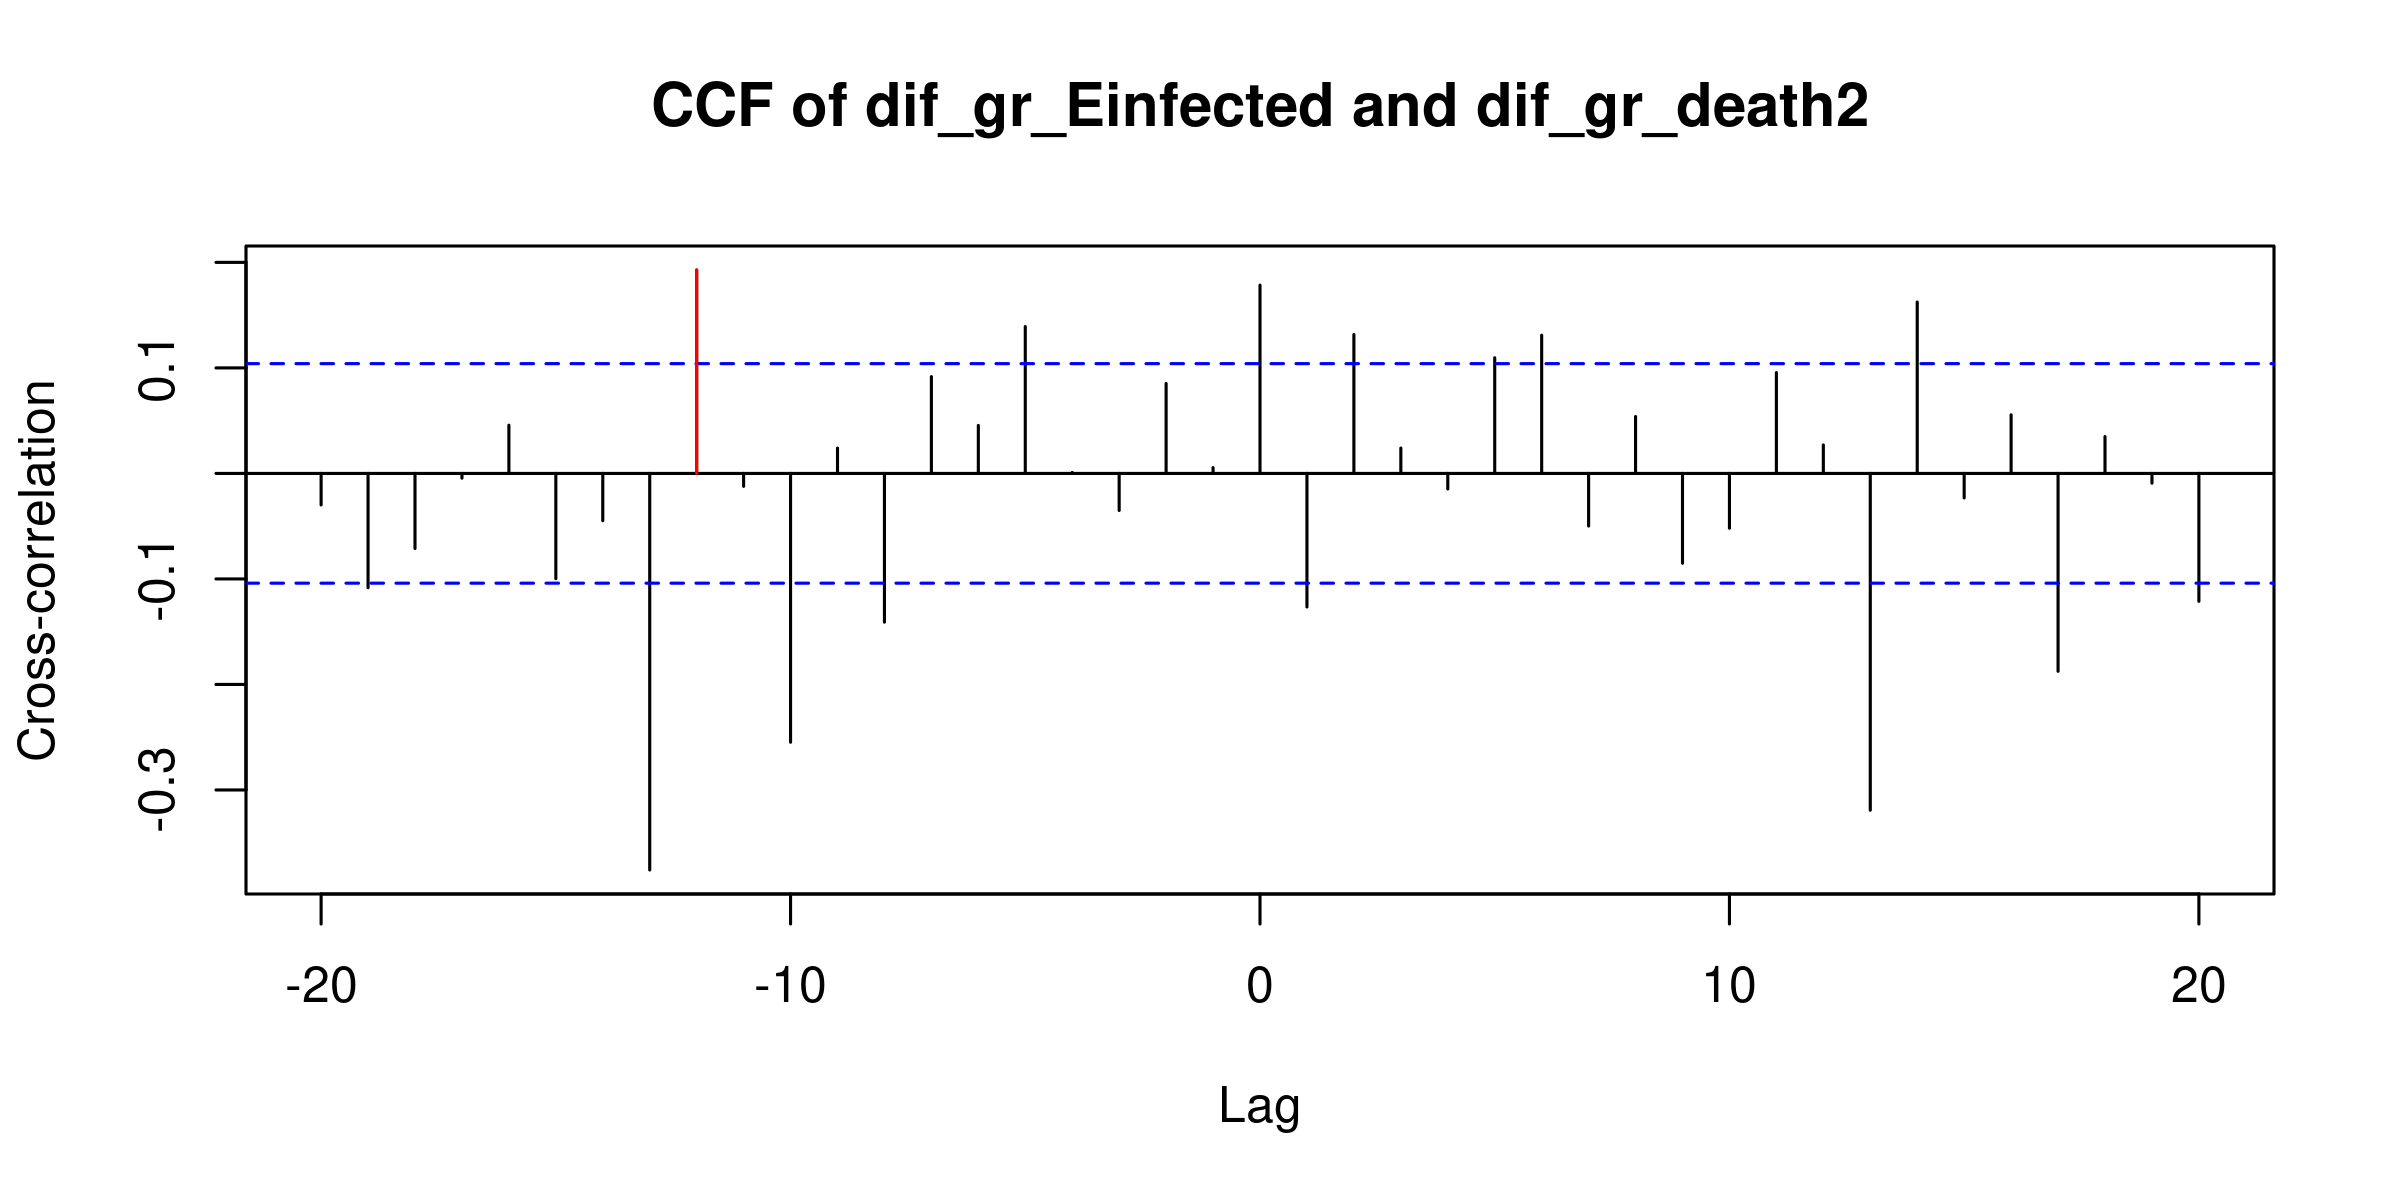 CCF of dif_gr_Einfected and dif_gr_death2
Cross-correlation
0.1
-0.1
-0.3
-20
-10
0
10
20
Lag